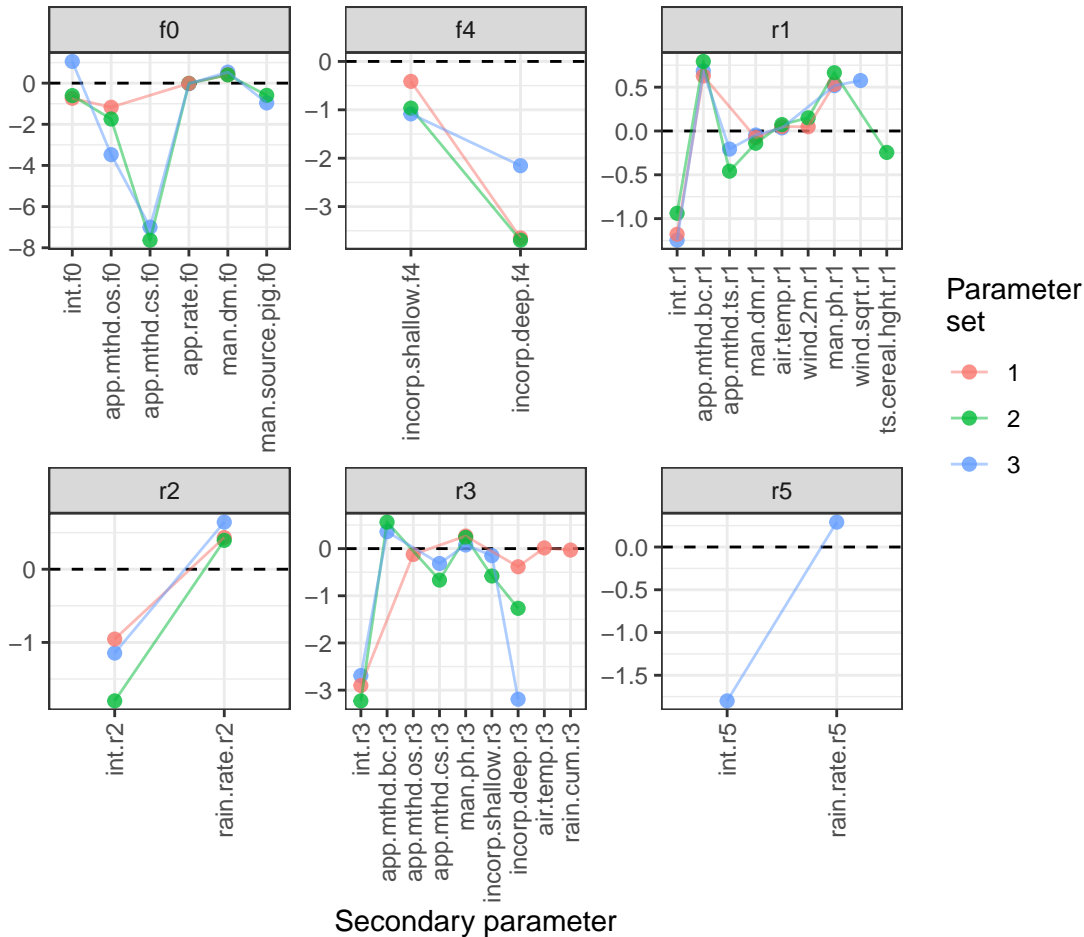 f0
f4
r1
0
−2
−4
−6
−8
0
−1
−2
−3
0.5
0.0
−0.5
−1.0
int.f0
app.mthd.os.f0
app.mthd.cs.f0
app.rate.f0
man.dm.f0
man.source.pig.f0
incorp.shallow.f4
incorp.deep.f4
int.r1
app.mthd.bc.r1
app.mthd.ts.r1
man.dm.r1
air.temp.r1
wind.2m.r1
man.ph.r1
wind.sqrt.r1
ts.cereal.hght.r1
Parameter
set
1
2
3
r2
r3
r5
0
−1
0
−1
−2
−3
0.0
−0.5
−1.0
−1.5
int.r2
rain.rate.r2
int.r3
app.mthd.bc.r3
app.mthd.os.r3
app.mthd.cs.r3
man.ph.r3
incorp.shallow.r3
incorp.deep.r3
air.temp.r3
rain.cum.r3
int.r5
rain.rate.r5
Secondary parameter